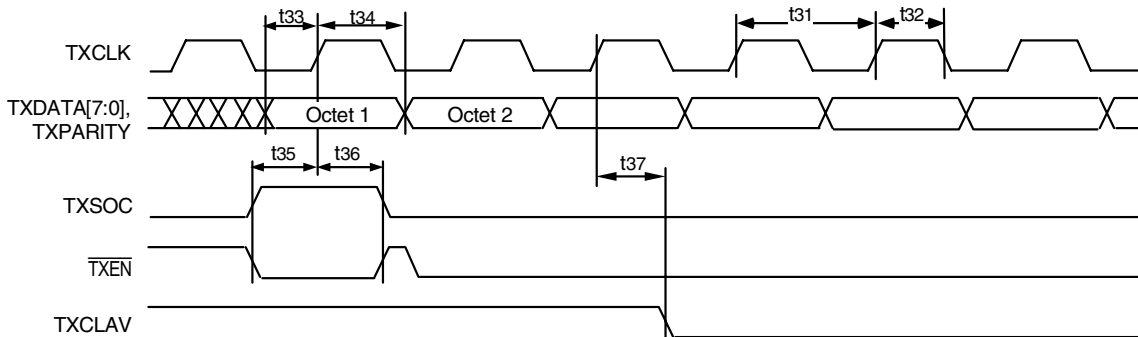 t33 t34 t31 t32
TXCLK
TXDATA[7:0],
TXPARITY
Octet 1 Octet 2
t35 t36 t37
TXSOC
TXEN
TXCLAV